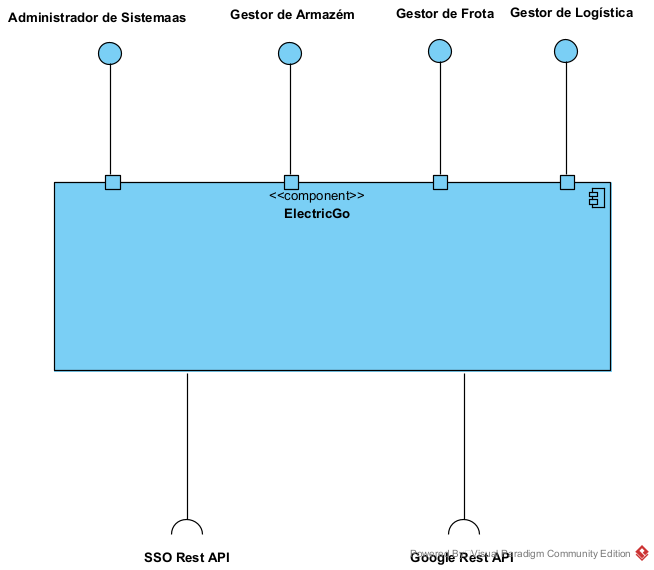 Administrador de Sistemaas
Gestor de Armazém
Gestor de Frota
Gestor de Logística
<<component>>
ElectricGo
SSO Rest API
Google Rest API
Powered By Visual Paradigm Community Edition